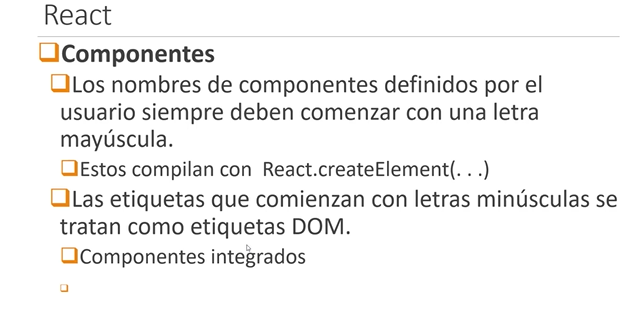 React
Componentes
Los nombres de componentes definidos por el
usuario siempre deben comenzar con una letra
mayúscula.
Estos compilan con React.createElement(. . .)
Las etiquetas que comienzan con letras minúsculas se
tratan como etiquetas DOM.
Componentes integrados